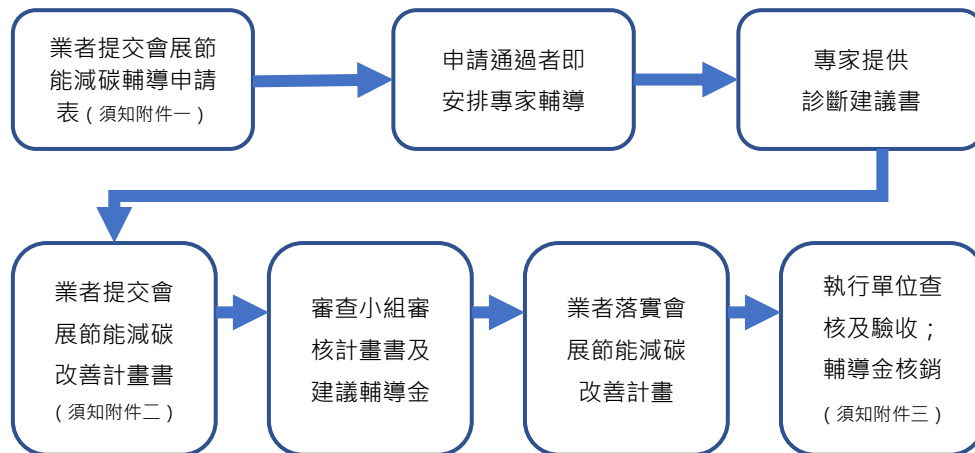 業者提交會展節
能減碳輔導申請
表（須知附件一）
申請通過者即
安排專家輔導
專家提供
診斷建議書
業者提交會
展節能減碳
改善計畫書
（須知附件二）
審查小組審
核計畫書及
建議輔導金
業者落實會
展節能減碳
改善計畫
執行單位查
核及驗收；
輔導金核銷
（須知附件三）